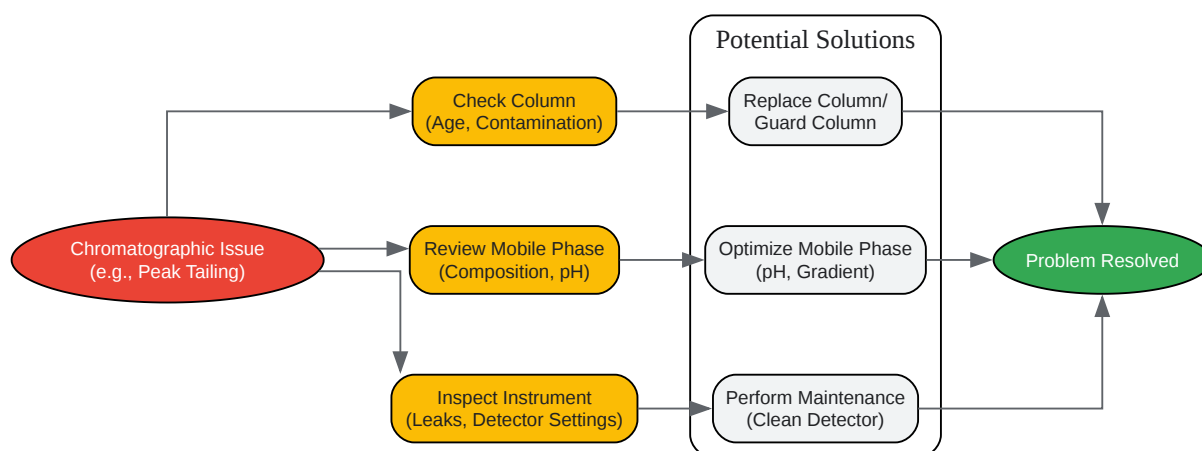 Potential Solutions
Check Column
(Age, Contamination)
Replace Column/
Guard Column
Chromatographic Issue
(e.g., Peak Tailing)
Review Mobile Phase
(Composition, pH)
Optimize Mobile Phase
(pH, Gradient)
Problem Resolved
Inspect Instrument
(Leaks, Detector Settings)
Perform Maintenance
(Clean Detector)